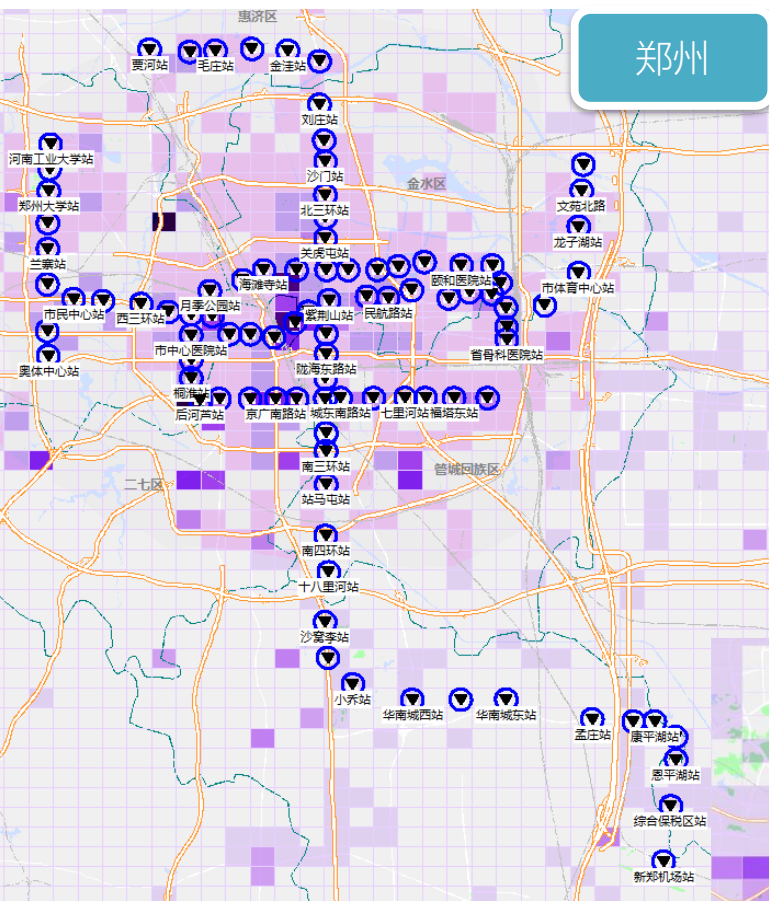 惠济区
郑州
贾河站
毛庄站
金洼站
刘庄站
河南工业大学站
沙门站
金水区
郑州大学站
北三环站
文苑北路
龙子湖站
关虎屯站
兰寨站
海滩寺站
颐和医院站
市体育中心站
市民中心站
西三环站
月季公园站
紫荆山站
民航路站
市中心医院站
省骨科医院站
奥体中心站
陇海东路站
桐淮站
后河芦站
京广南路站
城东南路站
七里河站
福塔东站
南三环站
管城回族区
二七区
站马屯站
南四环站
十八里河站
沙窝李站
小乔站
华南城西站
华南城东站
孟庄站
康平湖站
恩平湖站
综合保税区站
新郑机场站